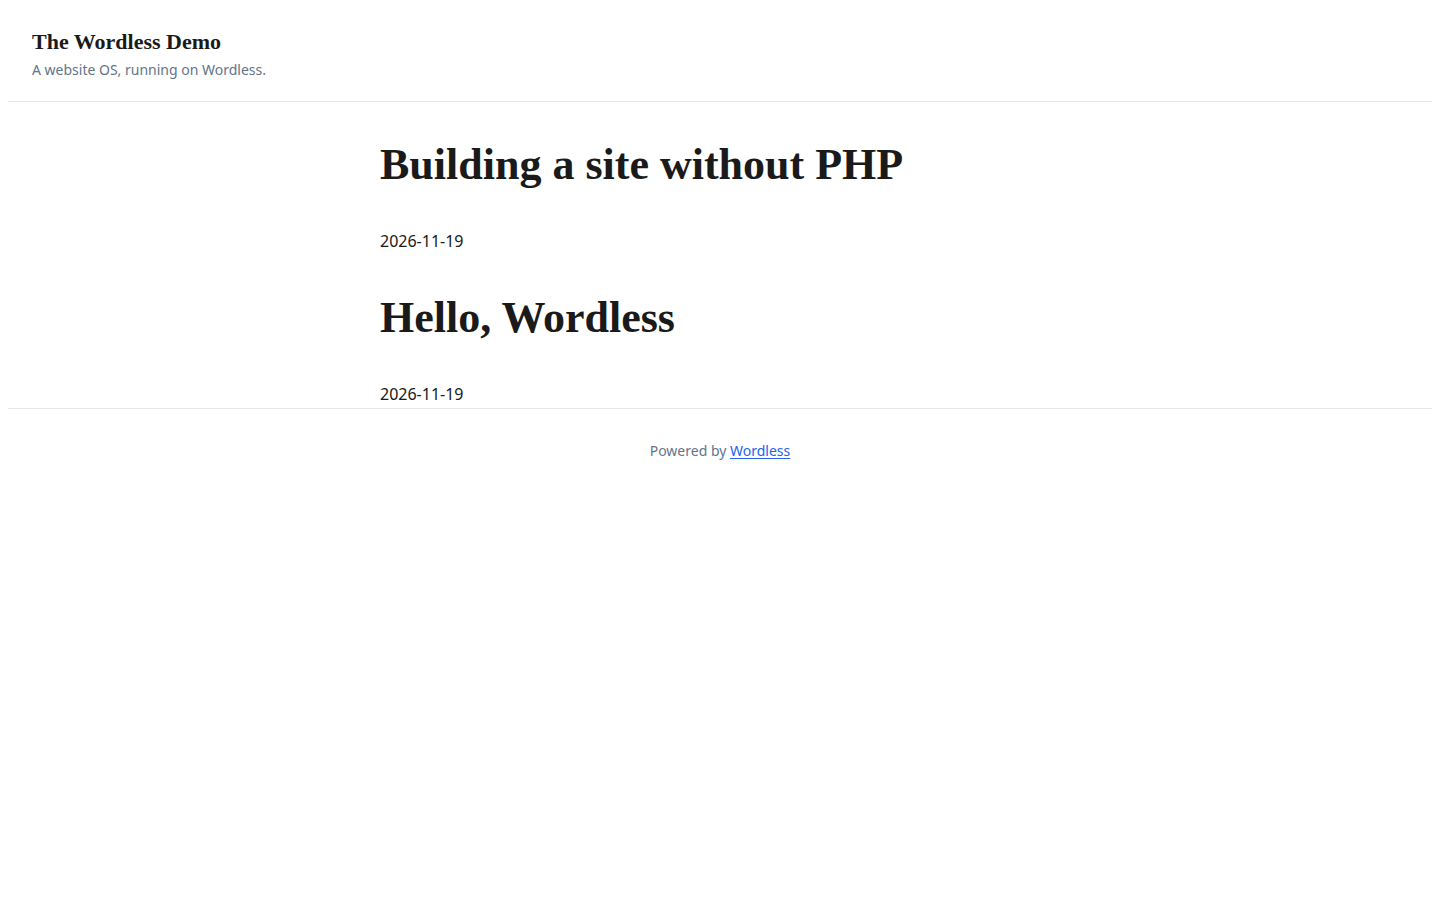 The Wordless Demo
A website OS, running on Wordless.
Building a site without PHP
2026-11-19
Hello, Wordless
2026-11-19
Powered by Wordless